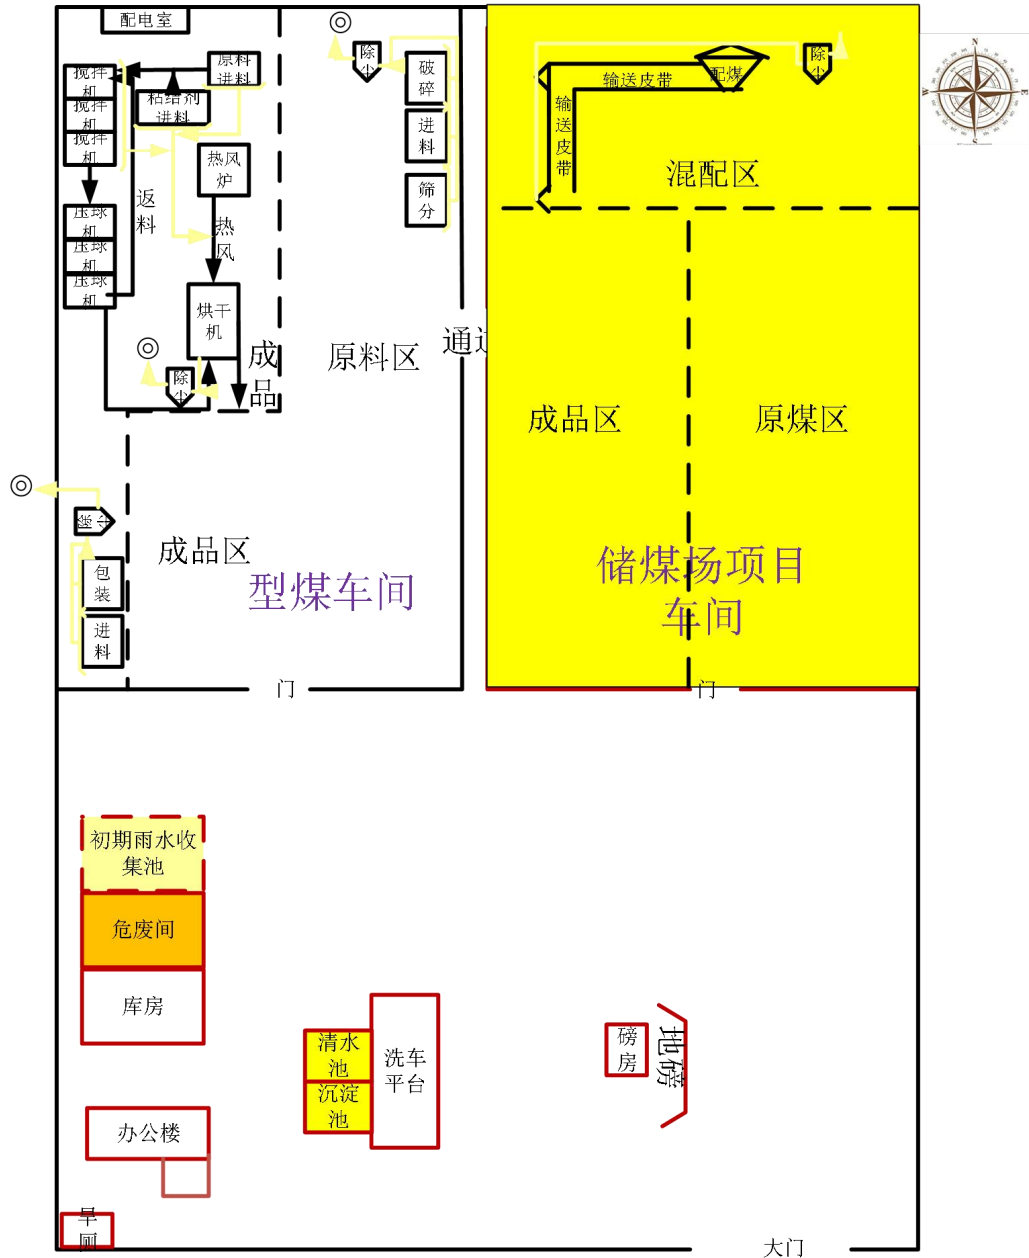 配电室
搅拌
机
搅拌
机
搅拌
机
原料
进料
粘结剂
进料
热风
炉
返
料
热
风
压球
机
压球
机
压球
机
烘干
机
除
尘
成
品
除
尘
破
碎
进
料
筛
分
原料区
通道
除尘
包
装
进
料
成品区
型煤车间
门
输送皮带
配煤
除
尘
输
送
皮
带
混配区
成品区
原煤区
储煤场项目
车间
门
N
E
S
W
初期雨水收
集池
危废间
库房
清水
池
沉淀
池
洗车
平台
磅
房
地磅
办公楼
旱
厕
大门